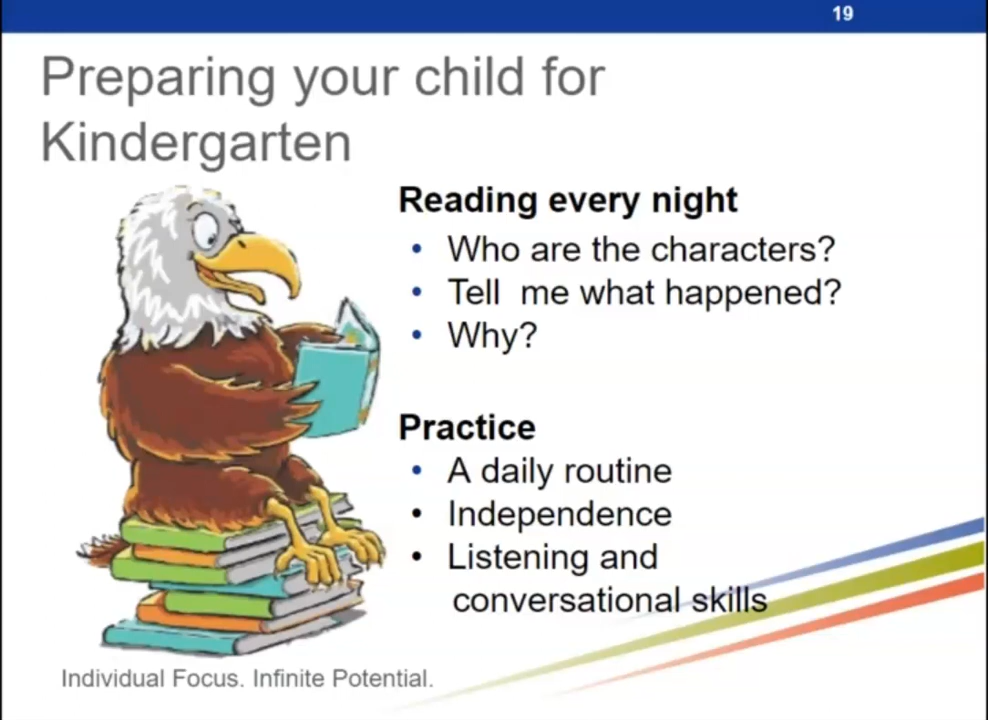 19
Preparing your child for
Kindergarten
Reading every night
• Who are the characters?
• Tell  me what happened?
• Why?
Practice
• A daily routine
• Independence
• Listening and
conversational skills
Individual Focus. Infinite Potential.